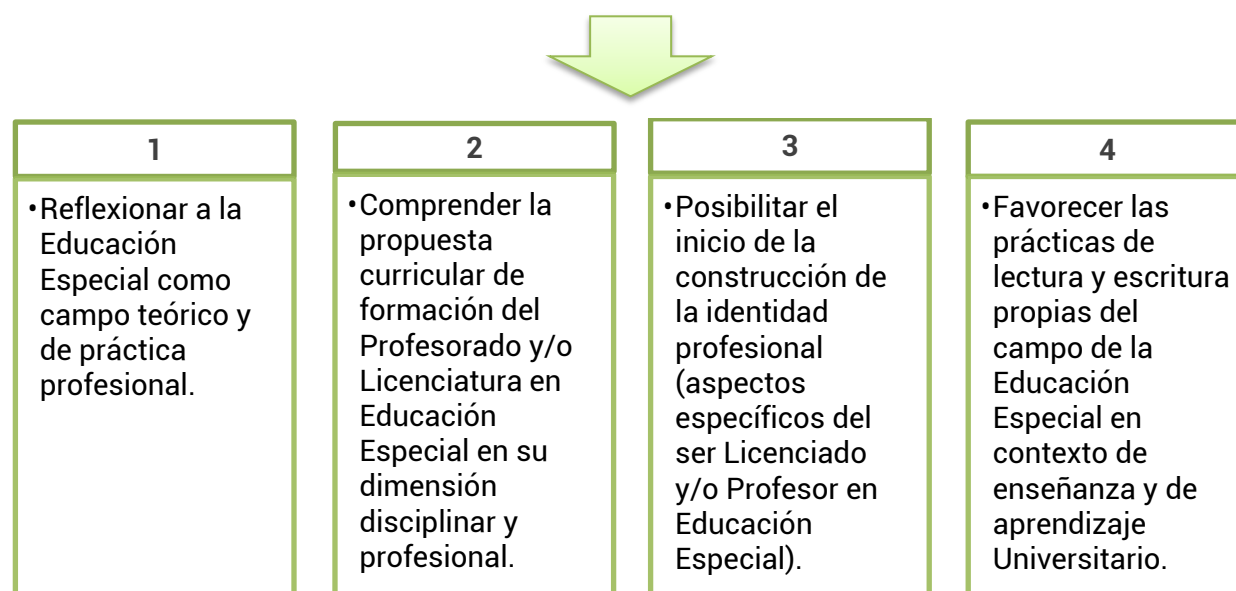 1
•Reflexionar a la
Educación
Especial como
campo teórico y
de práctica
profesional.
2
•Comprender la
propuesta
curricular de
formación del
Profesorado y/o
Licenciatura en
Educación
Especial en su
dimensión
disciplinar y
profesional.
3
•Posibilitar el
inicio de la
construcción de
la identidad
profesional
(aspectos
específicos del
ser Licenciado
y/o Profesor en
Educación
Especial).
4
•Favorecer las
prácticas de
lectura y escritura
propias del
campo de la
Educación
Especial en
contexto de
enseñanza y de
aprendizaje
Universitario.